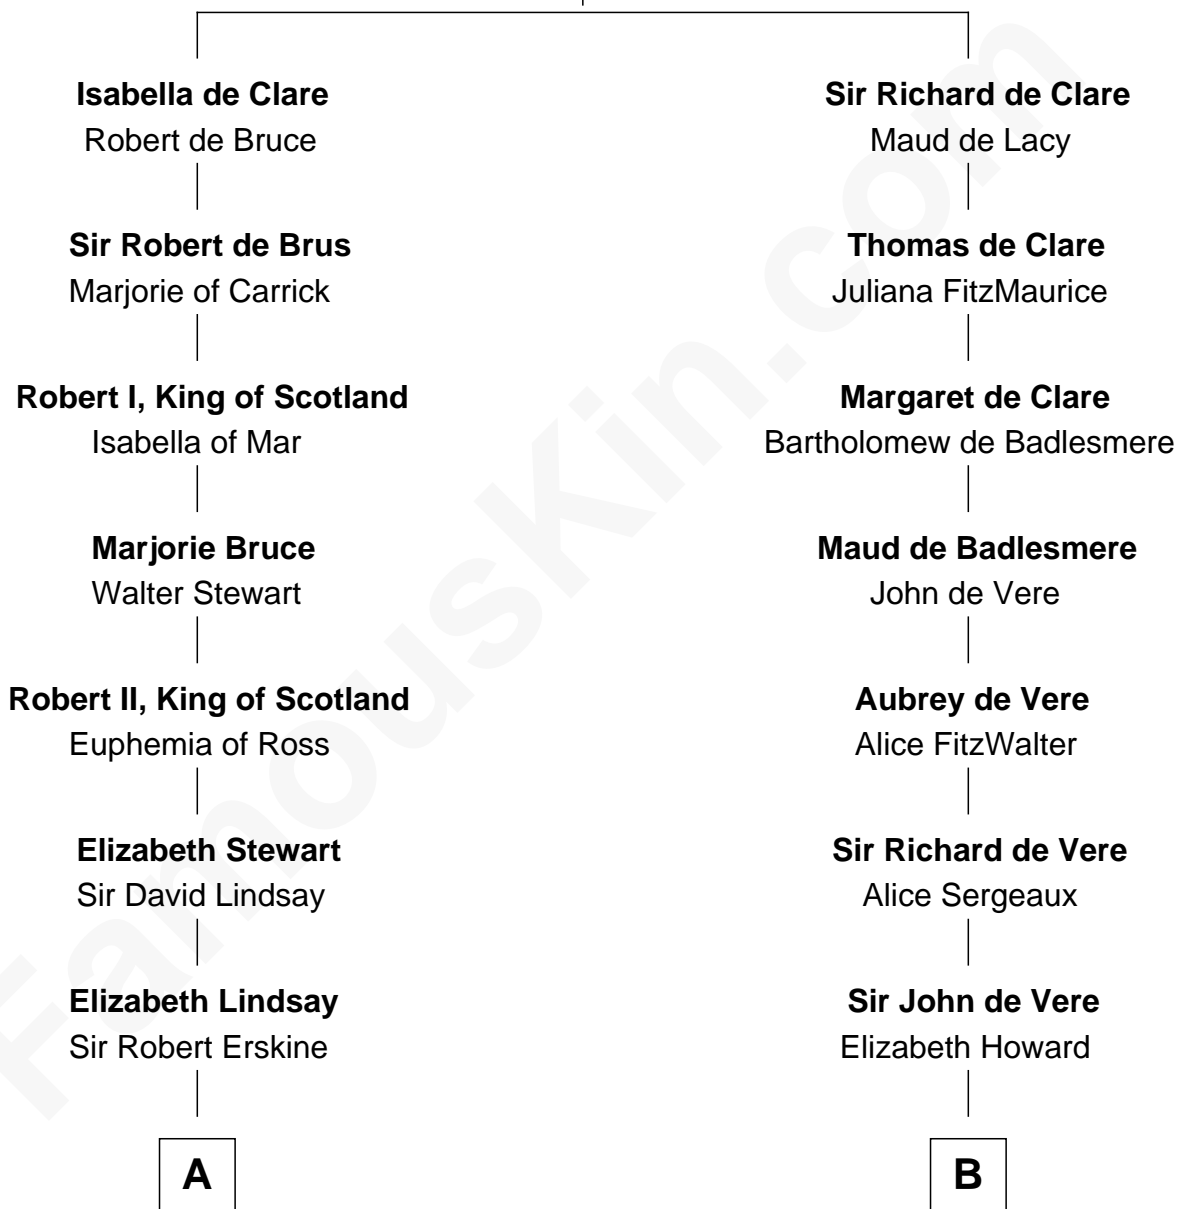 Isabella de Clare
Robert de Bruce
Sir Richard de Clare
Maud de Lacy
Sir Robert de Brus
Marjorie of Carrick
Thomas de Clare
Juliana FitzMaurice
Robert I, King of Scotland
Isabella of Mar
Margaret de Clare
Bartholomew de Badlesmere
Marjorie Bruce
Walter Stewart
Maud de Badlesmere
John de Vere
Robert II, King of Scotland
Euphemia of Ross
Aubrey de Vere
Alice FitzWalter
Elizabeth Stewart
Sir David Lindsay
Sir Richard de Vere
Alice Sergeaux
Elizabeth Lindsay
Sir Robert Erskine
Sir John de Vere
Elizabeth Howard
A
B
FamousKin.com